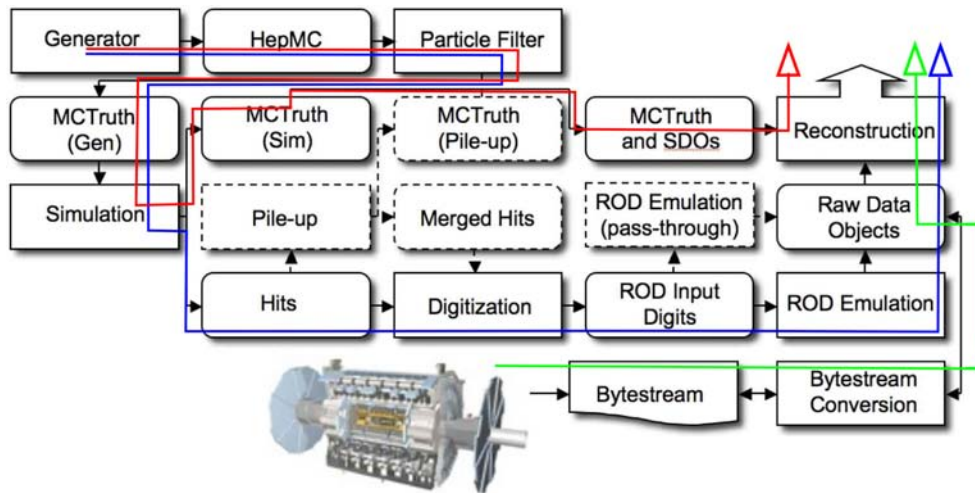 Generator
HepMC
Particle Filter
MCTruth
(Gen)
MCTruth
(Sim)
MCTruth
(Pile-up)
MCTruth
and SDOs
Reconstruction
Simulation
Pile-up
Merged Hits
ROD Emulation
(pass-through)
Raw Data
Objects
Hits
Digitization
ROD Input
Digits
ROD Emulation
Bytestream
Bytestream
Conversion